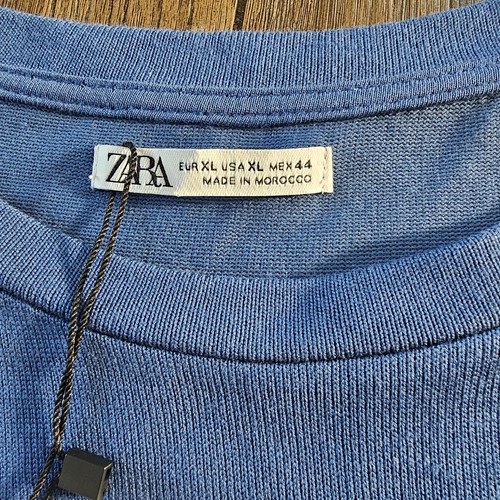 ZARA EUR XL USA XL MEX 44
MADE IN MOROCCO